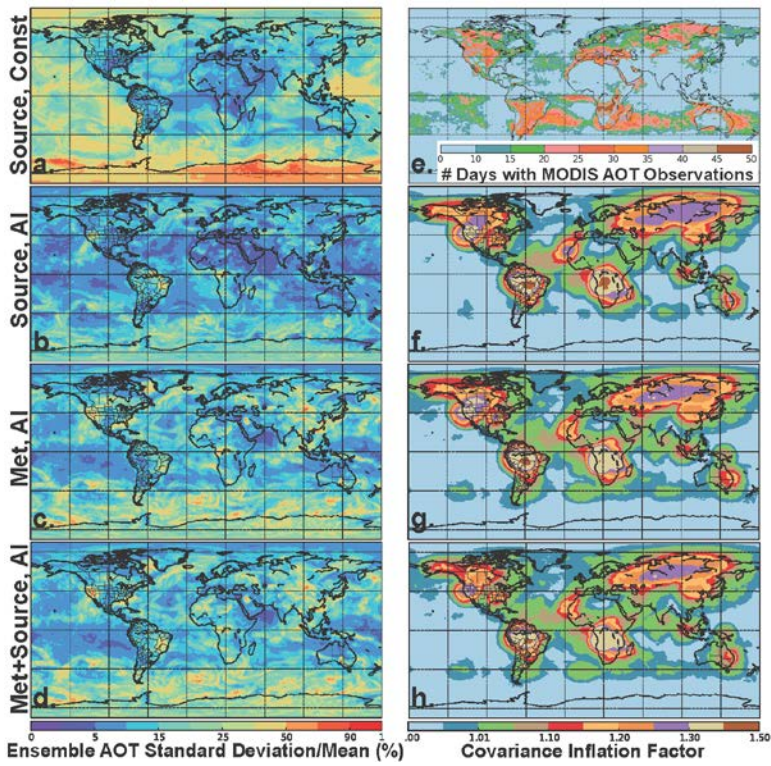 Source, Const
a.
e.
0 10 15 20 25 30 35 40 45 50
# Days with MODIS AOT Observations
Source, AI
b.
f.
Met, AI
c.
g.
Met+Source, AI
d.
h.
0 5 15 25 50 90 1
Ensemble AOT Standard Deviation/Mean (%)
.00 1.01 1.10 1.20 1.30 1.50
Covariance Inflation Factor